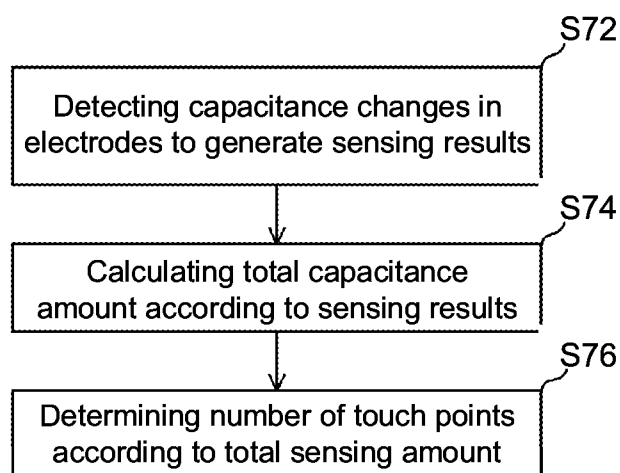 S72
Detecting capacitance changes in
electrodes to generate sensing results
S74
Calculating total capacitance
amount according to sensing results
S76
Determining number of touch points
according to total sensing amount